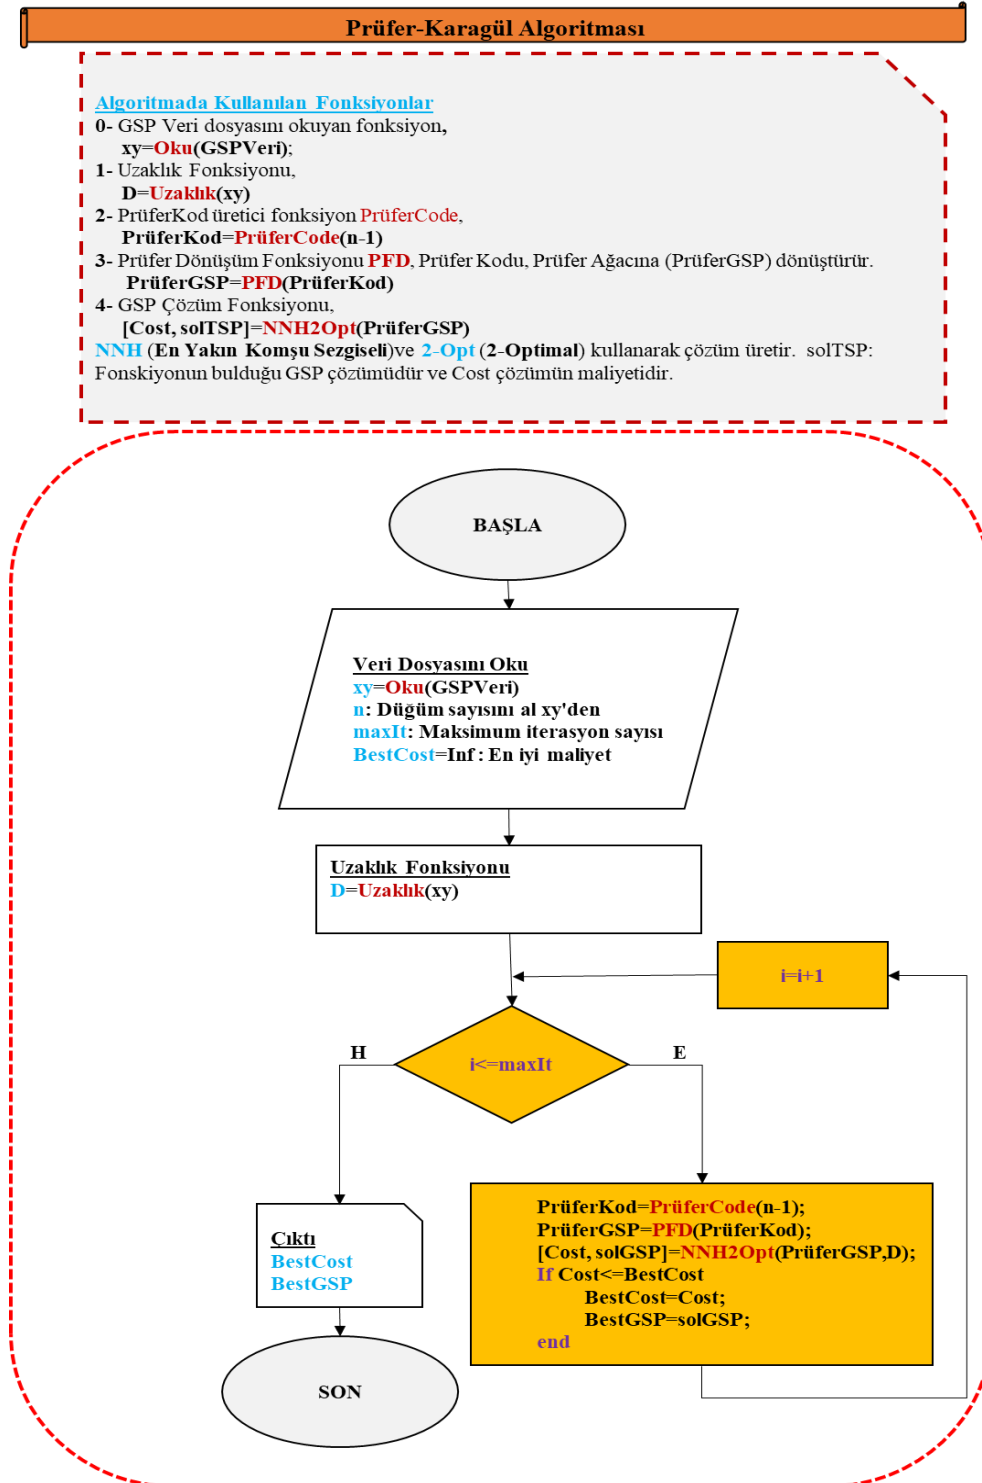 Prüfer-Karagül Algoritması
Algoritmada Kullanılan Fonksiyonlar
0- GSP Veri dosyasını okuyan fonksiyon,
xy=Oku(GSPVeri);
1- Uzaklık Fonksiyonu,
D=Uzaklık(xy)
2- PrüferKod üretici fonksiyon PrüferCode,
PrüferKod=PrüferCode(n-1)
3- Prüfer Dönüşüm Fonksiyonu PFD, Prüfer Kodu, Prüfer Ağacına (PrüferGSP) dönüştürür.
PrüferGSP=PFD(PrüferKod)
4- GSP Çözüm Fonksiyonu,
[Cost, solTSP]=NNH2Opt(PrüferGSP)
NNH (En Yakın Komşu Sezgiseli)ve 2-Opt (2-Optimal) kullanarak çözüm üretir. solTSP:
Fonskiyonun bulduğu GSP çözümüdür ve Cost çözümün maliyetidir.
BAŞLA
Veri Dosyasını Oku
xy=Oku(GSPVeri)
n: Düğüm sayısını al xy'den
maxIt: Maksimum iterasyon sayısı
BestCost=Inf : En iyi maliyet
Uzaklık Fonksiyonu
D=Uzaklık(xy)
i=i+1
H
E
i<=maxIt
PrüferKod=PrüferCode(n-1);
PrüferGSP=PFD(PrüferKod);
[Cost, solGSP]=NNH2Opt(PrüferGSP,D);
If Cost<=BestCost
BestCost=Cost;
BestGSP=solGSP;
end
Çıktı
BestCost
BestGSP
SON